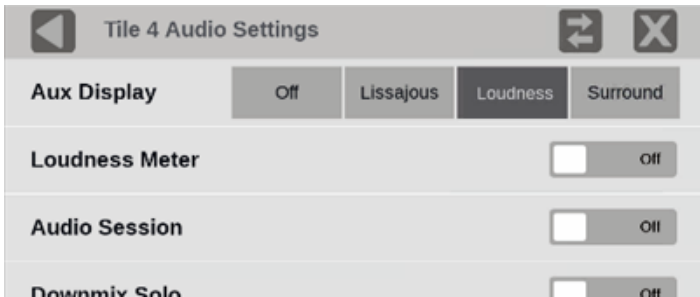 Tile 4 Audio Settings
Aux Display Off Lissajous Loudness Surround
Loudness Meter Off
Audio Session Off
Downmix Solo Off